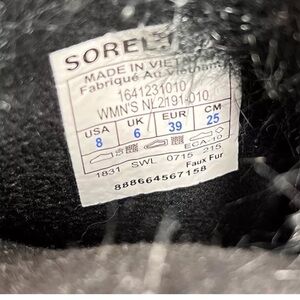 SOREL
MADE IN VIETNAM
Fabriqué Au Vietnam
1641231010
WMN'S NL2191-010
USA UK EUR CM
8 6 39 25
ECA 10
1831 SWL 0715 215
Faux Fur
888664567158